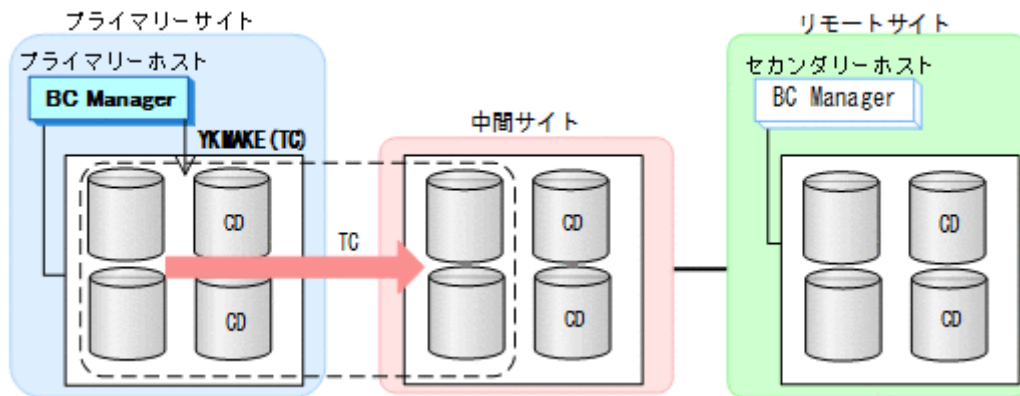 プライマリーサイト
プライマリーホスト
BC Manager
YKMAKE(TC)
CD
CD
TC
中間サイト
CD
CD
リモートサイト
セカンダリーホスト
BC Manager
CD
CD